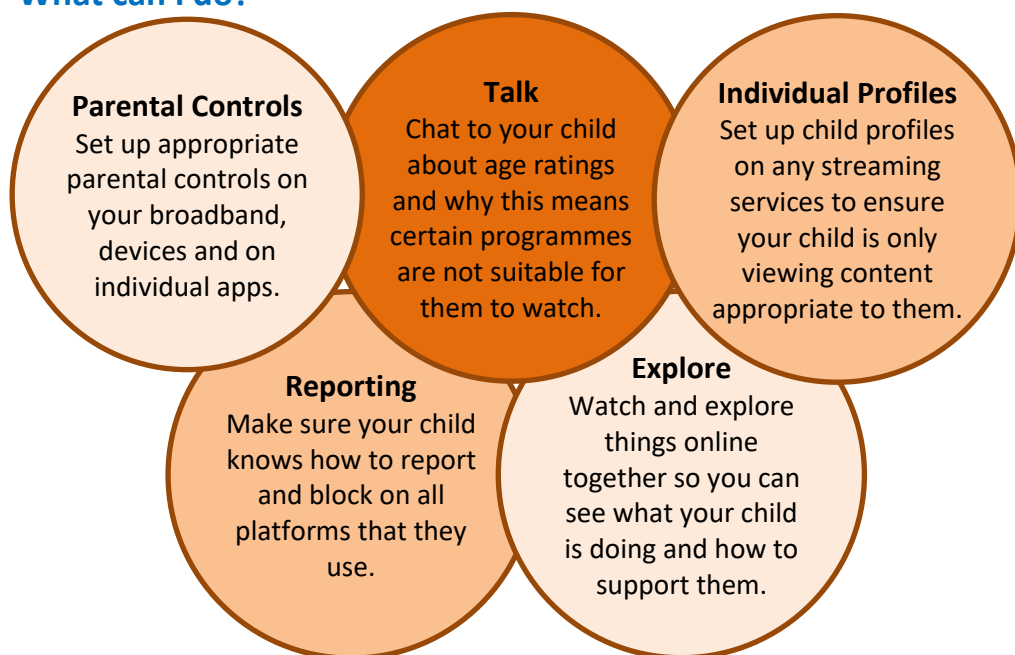 What can I do?
Parental Controls
Set up appropriate
parental controls on
your broadband,
devices and on
individual apps.
Talk
Chat to your child
about age ratings
and why this means
certain programmes
are not suitable for
them to watch.
Individual Profiles
Set up child profiles
on any streaming
services to ensure
your child is only
viewing content
appropriate to them.
Reporting
Make sure your child
knows how to report
and block on all
platforms that they
use.
Explore
Watch and explore
things online
together so you can
see what your child
is doing and how to
support them.